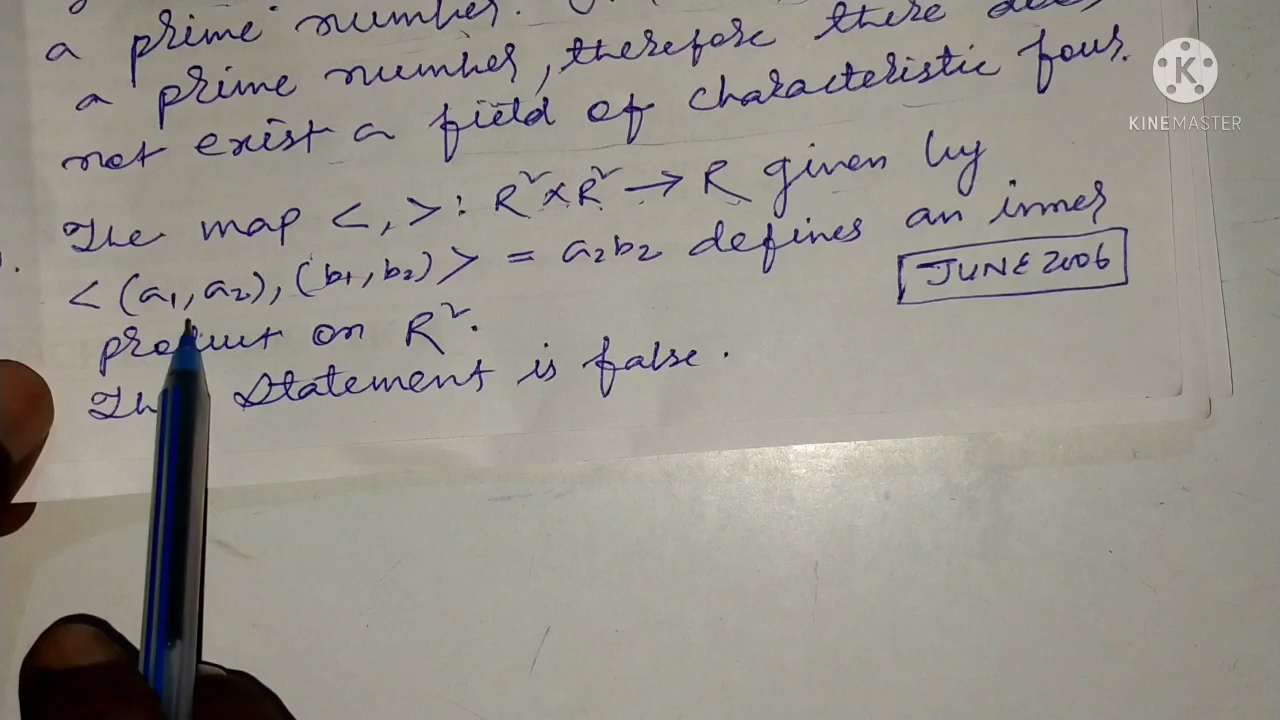 a prime number.
a prime number, therefore there does
not exist a field of characteristic four.
KINEMASTER
The map <,>: R²×R² → R given by
<(a₁,a₂),(b₁,b₂)> = a₂b₂ defines an inner
product on R².
JUNE 2006
The statement is false.